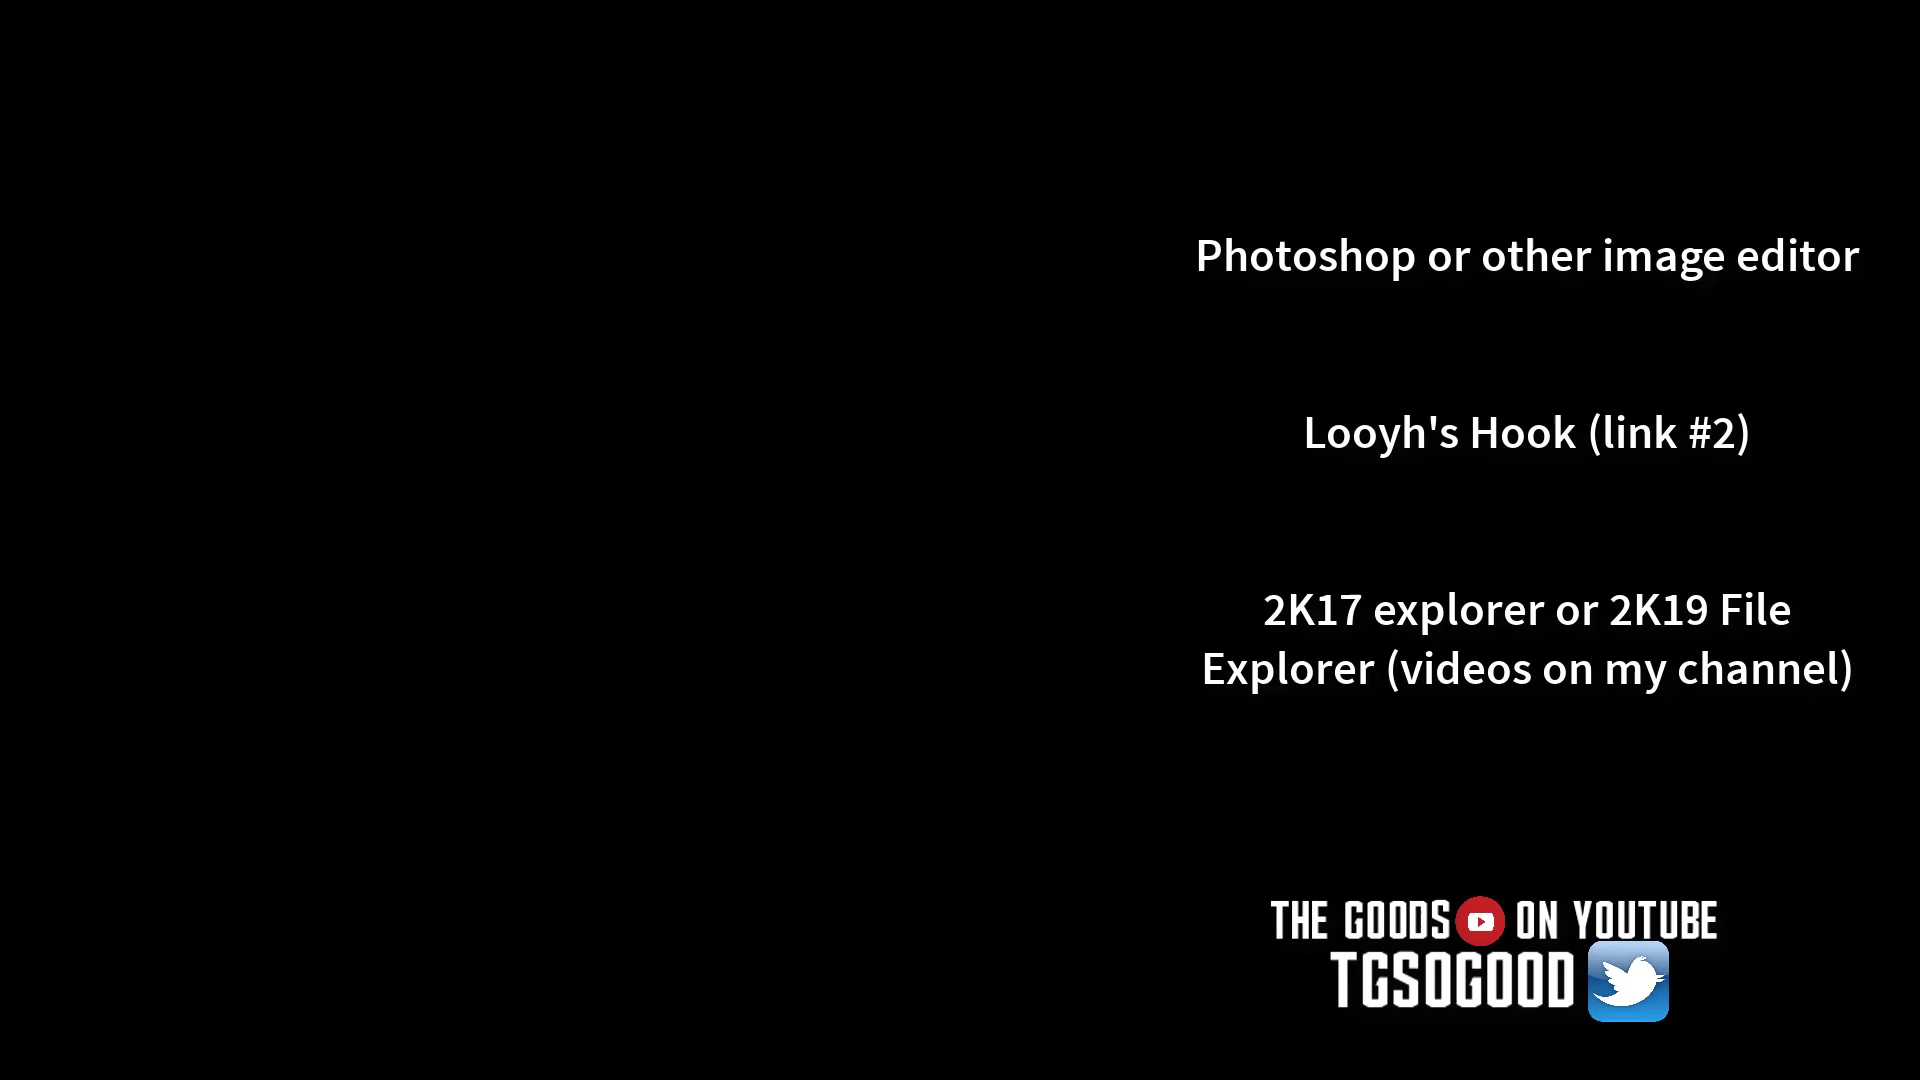 Photoshop or other image editor
Looyh's Hook (link #2)
2K17 explorer or 2K19 File
Explorer (videos on my channel)
THE GOODS ON YOUTUBE
TGSOGOOD